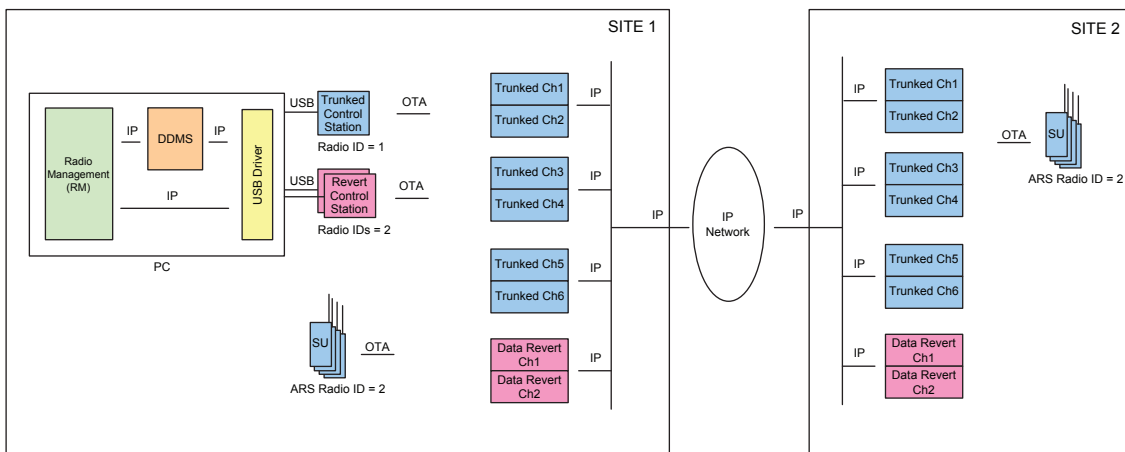 SITE 1
Radio
Management
(RM)
IP
DDMS
IP
IP
USB Driver
PC
USB
Trunked
Control
Station
Radio ID = 1
OTA
USB
Revert
Control
Station
Radio IDs = 2
OTA
SU
ARS Radio ID = 2
OTA
Trunked Ch1
Trunked Ch2
IP
Trunked Ch3
Trunked Ch4
IP
Trunked Ch5
Trunked Ch6
IP
Data Revert
Ch1
Data Revert
Ch2
IP
IP
IP
Network
IP
SITE 2
IP
Trunked Ch1
Trunked Ch2
IP
Trunked Ch3
Trunked Ch4
IP
Trunked Ch5
Trunked Ch6
IP
Data Revert
Ch1
Data Revert
Ch2
OTA
SU
ARS Radio ID = 2